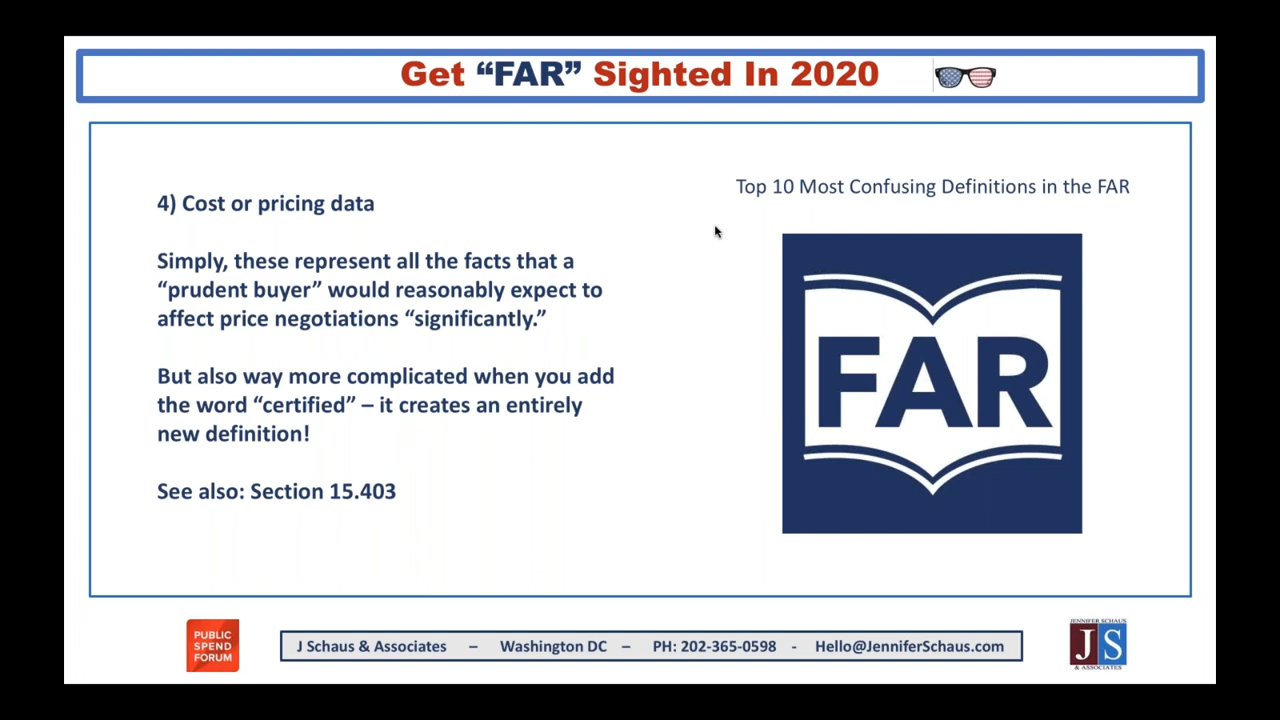 Get “FAR” Sighted In 2020
4) Cost or pricing data
Simply, these represent all the facts that a
“prudent buyer” would reasonably expect to
affect price negotiations “significantly.”
But also way more complicated when you add
the word “certified” – it creates an entirely
new definition!
See also: Section 15.403
Top 10 Most Confusing Definitions in the FAR
FAR
PUBLIC
SPEND
FORUM
J Schaus & Associates – Washington DC – PH: 202-365-0598 - Hello@JenniferSchaus.com
JENNIFER SCHAUS
JS
& ASSOCIATES